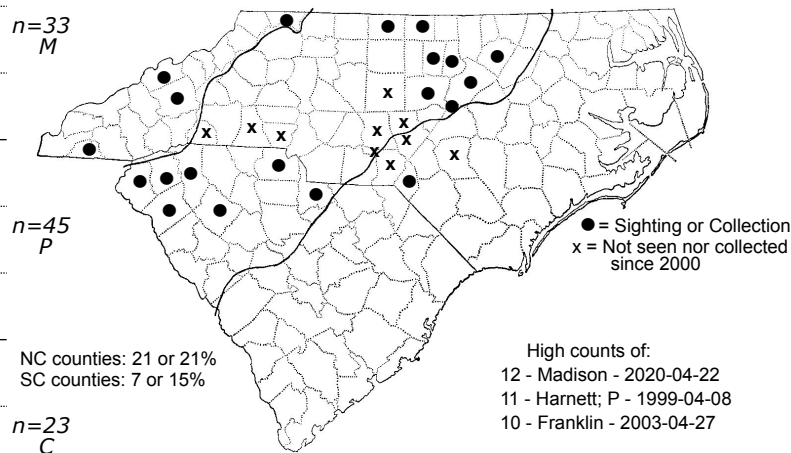 n=33
M
n=45
P
n=23
C
● = Sighting or Collection
x = Not seen nor collected
since 2000
NC counties: 21 or 21%
SC counties: 7 or 15%
High counts of:
12 - Madison - 2020-04-22
11 - Harnett; P - 1999-04-08
10 - Franklin - 2003-04-27